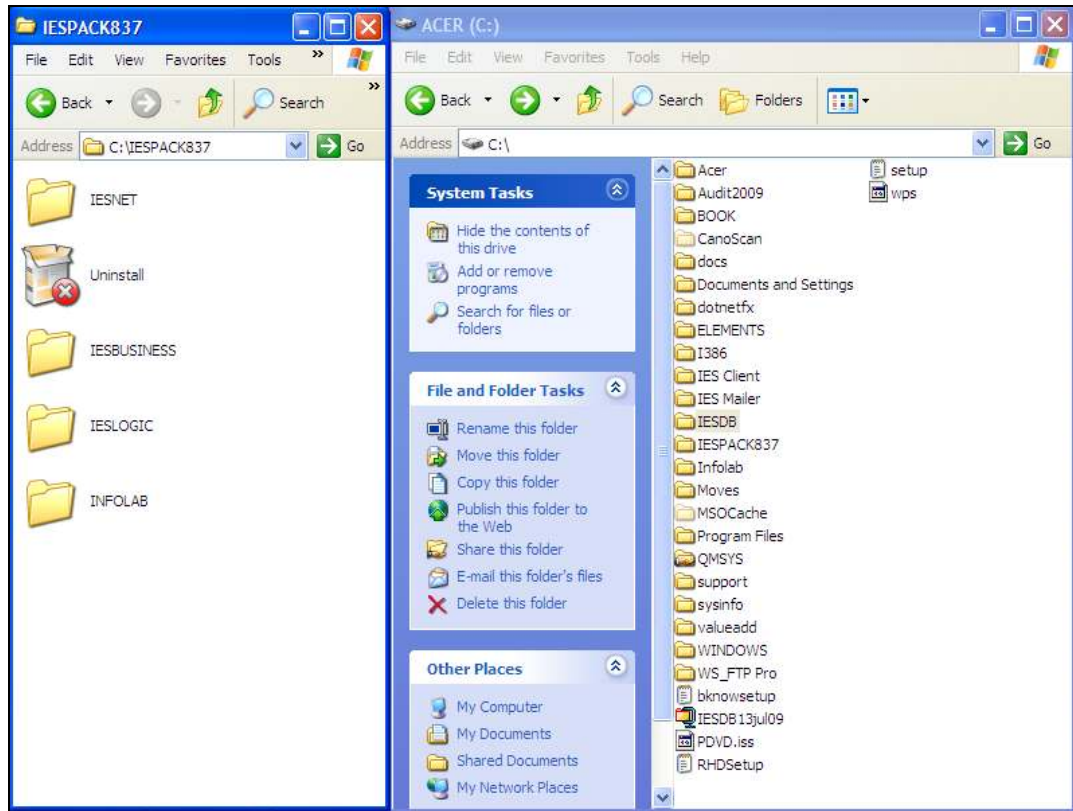 IESPACK837
File Edit View Favorites Tools »
Back Search »
Address C:\IESPACK837 Go
IESNET
Uninstall
IESBUSINESS
IESLOGIC
INFOLAB
ACER (C:)
File Edit View Favorites Tools Help
Back Search Folders
Address C:\ Go
System Tasks
Hide the contents of
this drive
Add or remove
programs
Search for files or
folders
File and Folder Tasks
Rename this folder
Move this folder
Copy this folder
Publish this folder to
the Web
Share this folder
E-mail this folder's files
Delete this folder
Other Places
My Computer
My Documents
Shared Documents
My Network Places
Acer
Audit2009
BOOK
CanoScan
docs
Documents and Settings
dotnetfx
ELEMENTS
I386
IES Client
IES Mailer
IESDB
IESPACK837
Infolab
Moves
MSOCache
Program Files
QMSYS
support
sysinfo
valueadd
WINDOWS
WS_FTP Pro
bknowsetup
IESDB13jul09
PDVD.iss
RHDSetup
setup
wps